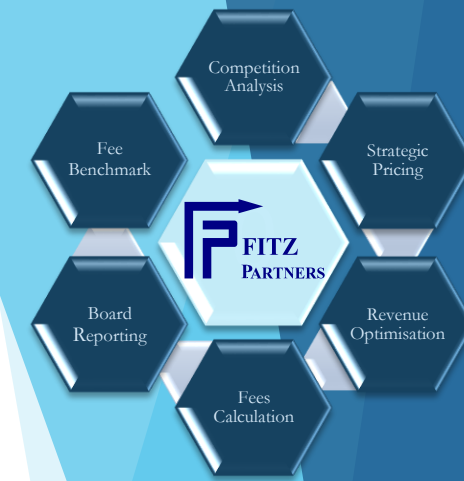 Competition
Analysis
Fee
Benchmark
Strategic
Pricing
FITZ
PARTNERS
Board
Reporting
Revenue
Optimisation
Fees
Calculation